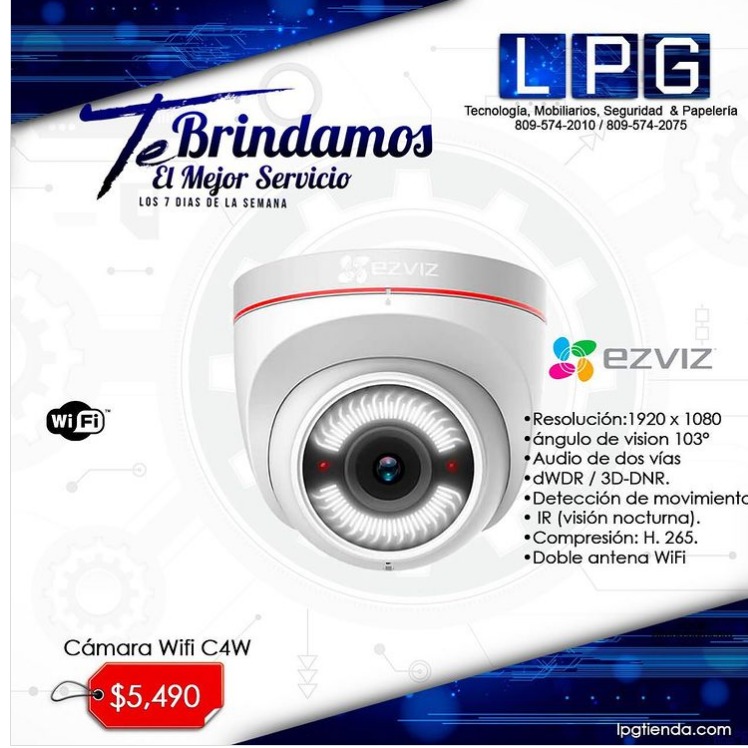 LPG
Tecnología, Mobiliarios, Seguridad & Papelería
809-574-2010 / 809-574-2075
Te Brindamos
El Mejor Servicio
LOS 7 DIAS DE LA SEMANA
ezviz
ezviz
WiFi™
•Resolución:1920 x 1080
•ángulo de vision 103°
•Audio de dos vías
•dWDR / 3D-DNR.
•Detección de movimiento
• IR (visión nocturna).
•Compresión: H. 265.
•Doble antena WiFi
Cámara Wifi C4W
$5,490
lpgtienda.com